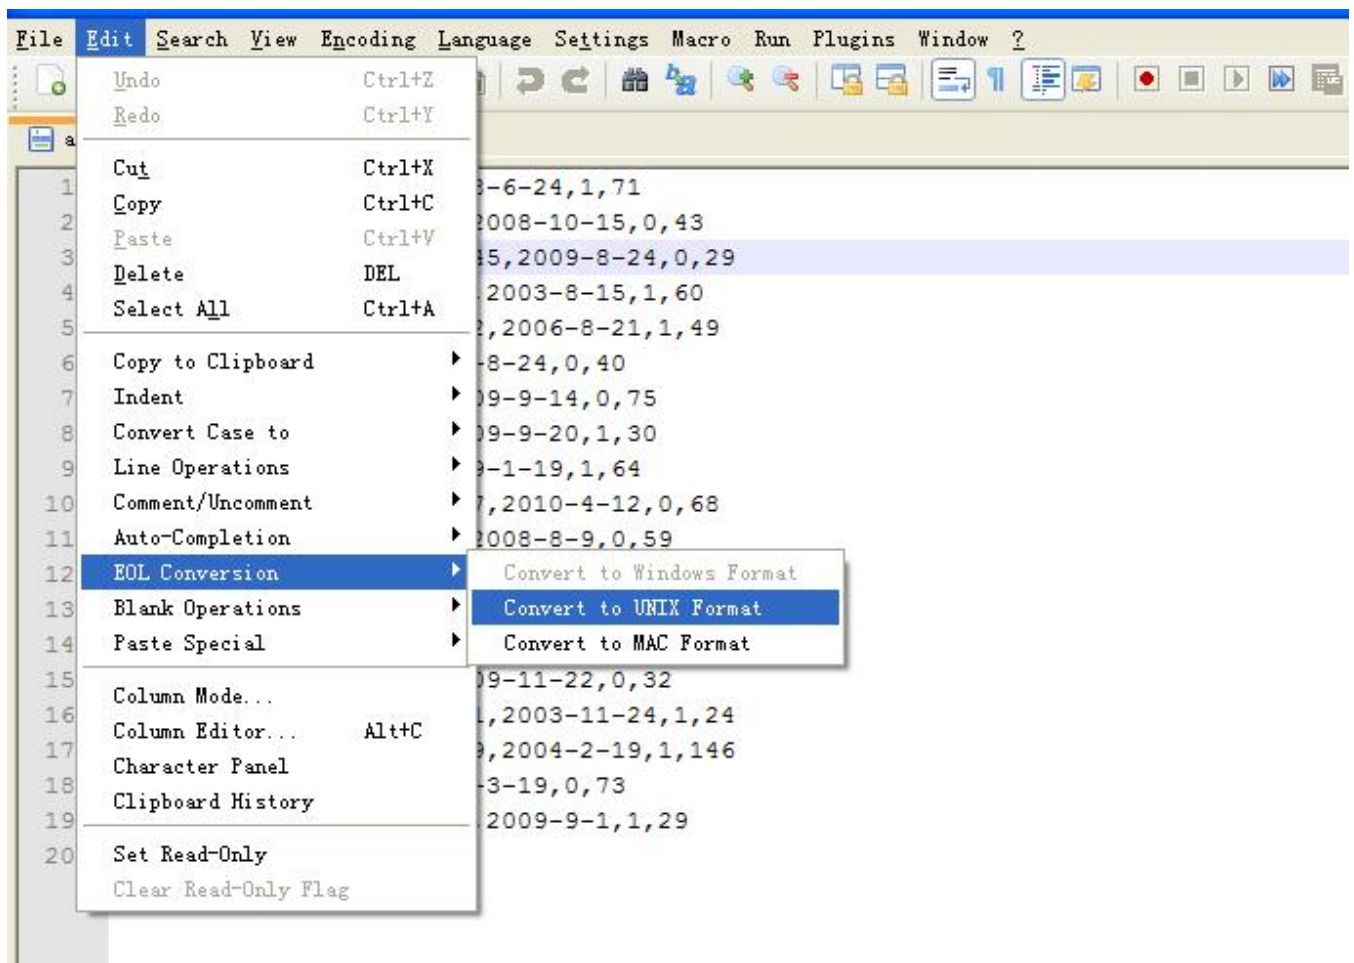 File Edit Search View Encoding Language Settings Macro Run Plugins Window ?
a
Undo Ctrl+Z
Redo Ctrl+Y
Cut Ctrl+X
Copy Ctrl+C
Paste Ctrl+V
Delete DEL
Select All Ctrl+A
Copy to Clipboard
Indent
Convert Case to
Line Operations
Comment/Uncomment
Auto-Completion
EOL Conversion
Blank Operations
Paste Special
Column Mode...
Column Editor... Alt+C
Character Panel
Clipboard History
Set Read-Only
Clear Read-Only Flag
Convert to Windows Format
Convert to UNIX Format
Convert to MAC Format
1 -6-24,1,71
2 2008-10-15,0,43
3 45,2009-8-24,0,29
4 2003-8-15,1,60
5 ,2006-8-21,1,49
6 -8-24,0,40
7 09-9-14,0,75
8 09-9-20,1,30
9 9-1-19,1,64
10 7,2010-4-12,0,68
11 2008-8-9,0,59
12
13
14
15 09-11-22,0,32
16 1,2003-11-24,1,24
17 9,2004-2-19,1,146
18 -3-19,0,73
19 2009-9-1,1,29
20